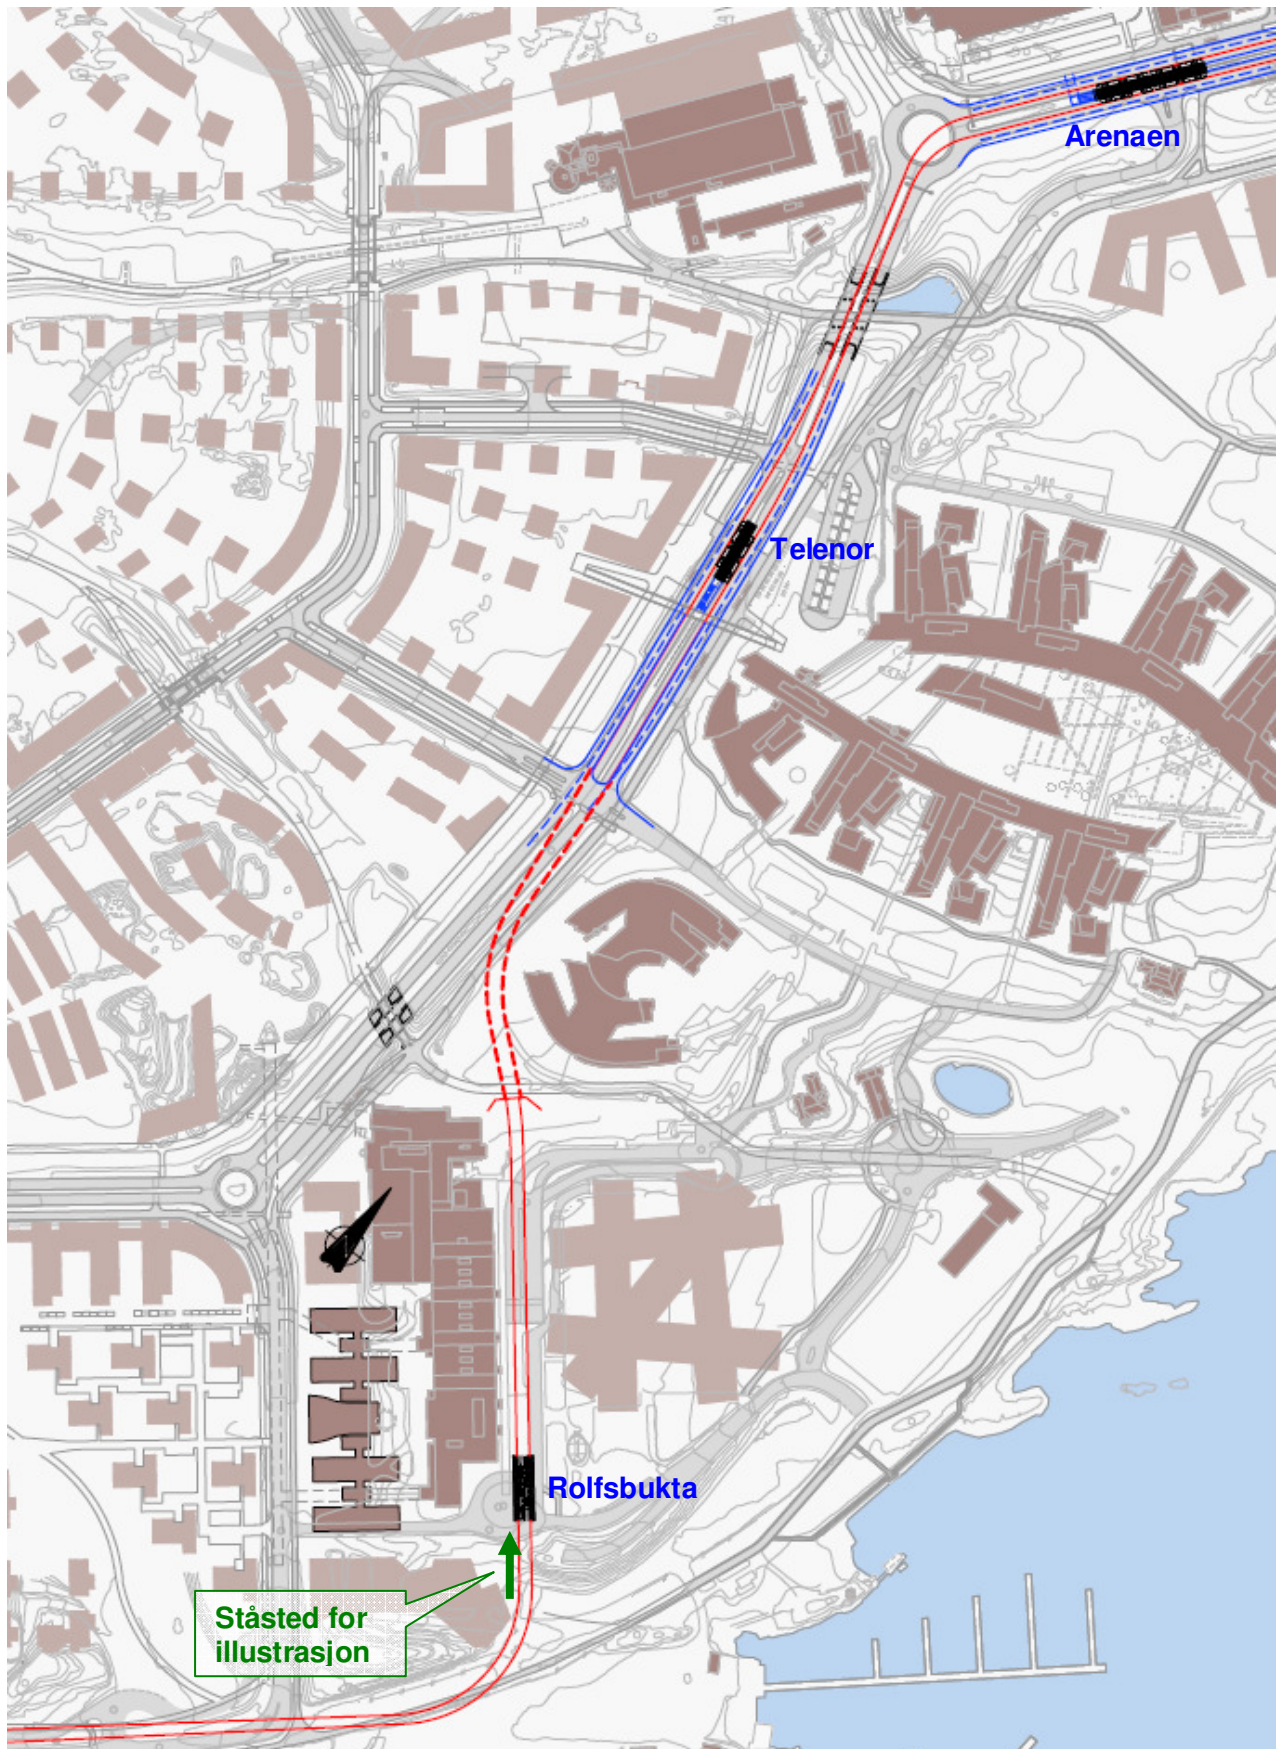 Arenaen
Telenor
Rolfsbukta
Ståsted for
illustrasjon